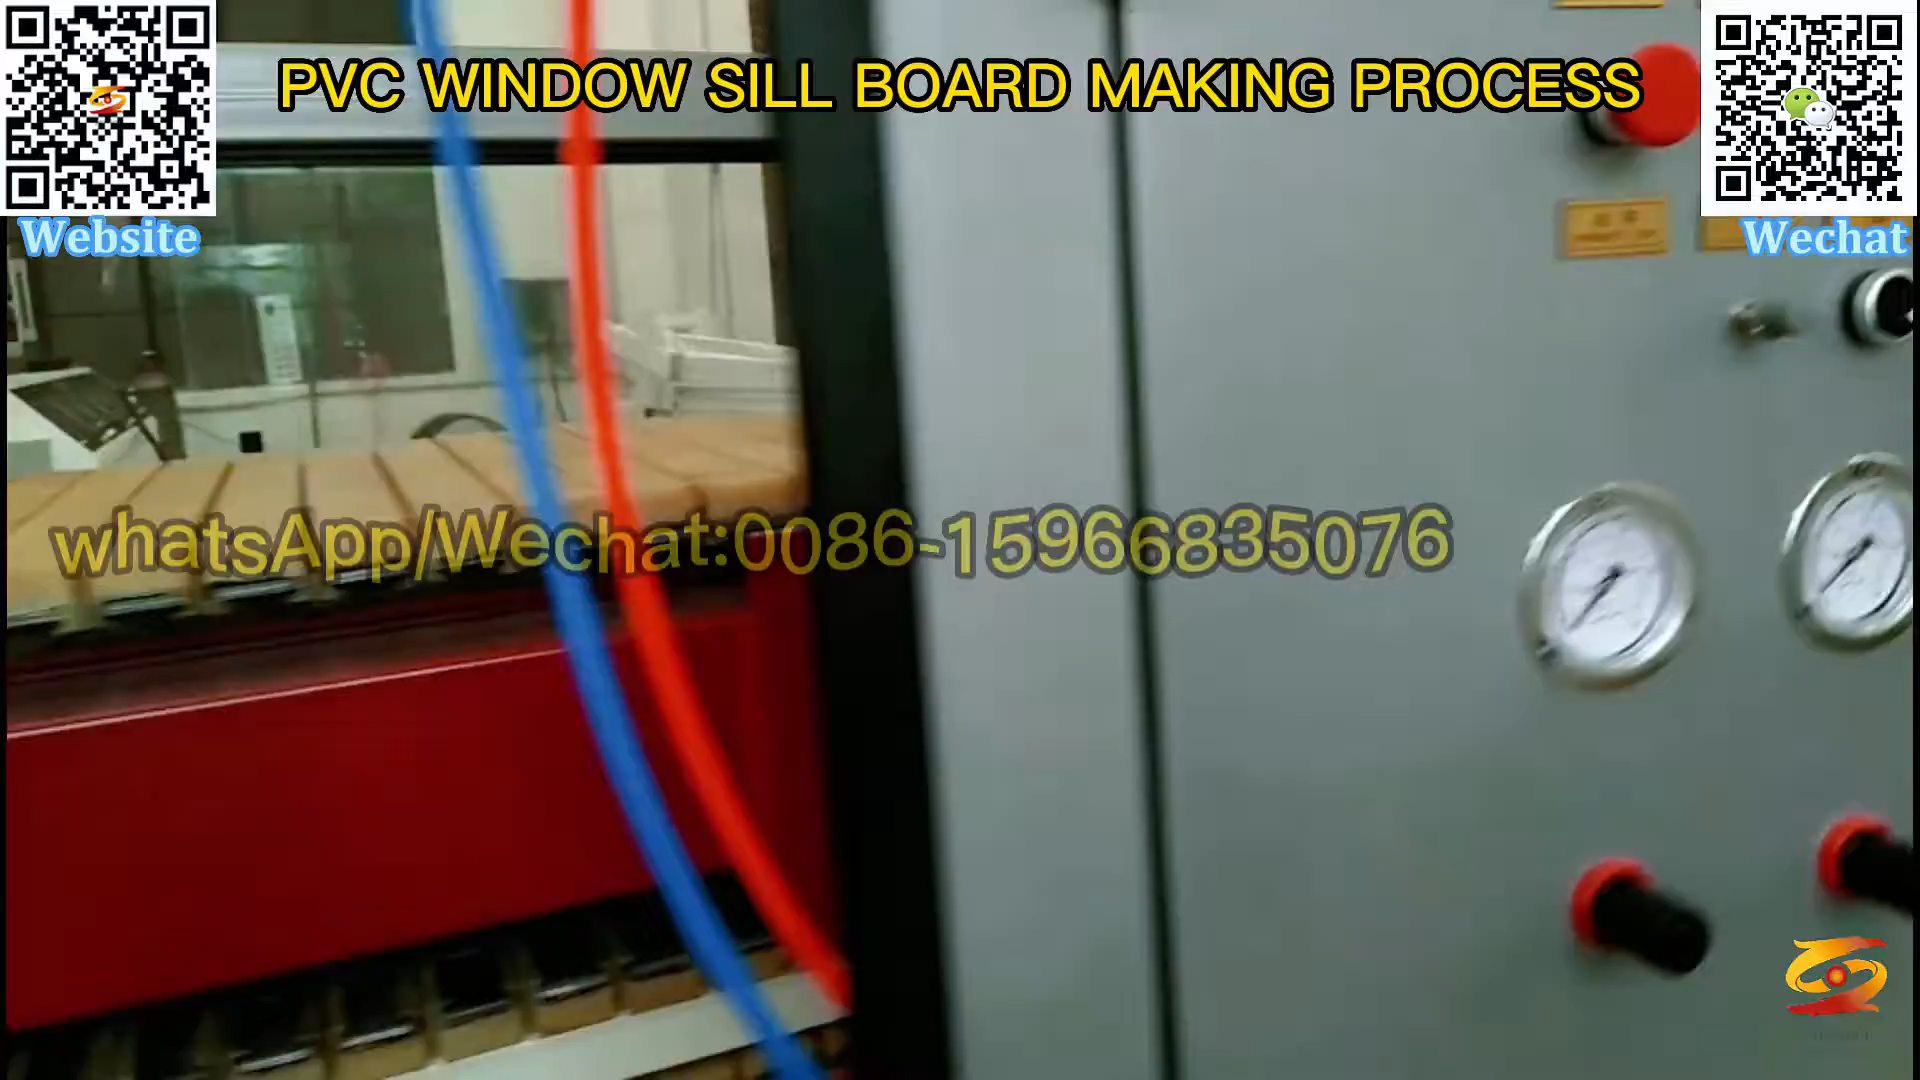 PVC WINDOW SILL BOARD MAKING PROCESS
Website
Wechat
whatsApp/Wechat:0086-15966835076